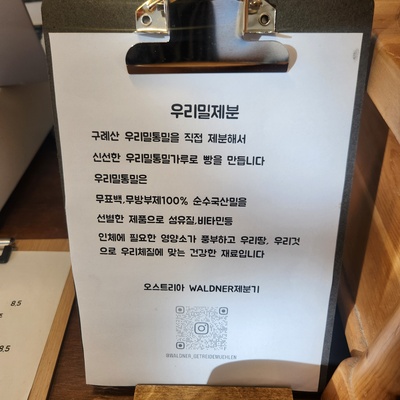 우리밀제분
구례산 우리밀통밀을 직접 제분해서
신선한 우리밀통밀가루로 빵을 만듭니다
우리밀통밀은
무표백,무방부제100% 순수국산밀을
선별한 제품으로 섬유질,비타민등
인체에 필요한 영양소가 풍부하고 우리땅, 우리것
으로 우리체질에 맞는 건강한 재료입니다
오스트리아 WALDNER제분기
@WALDNER_GETREIDEMUEHLEN
8.5
8.5